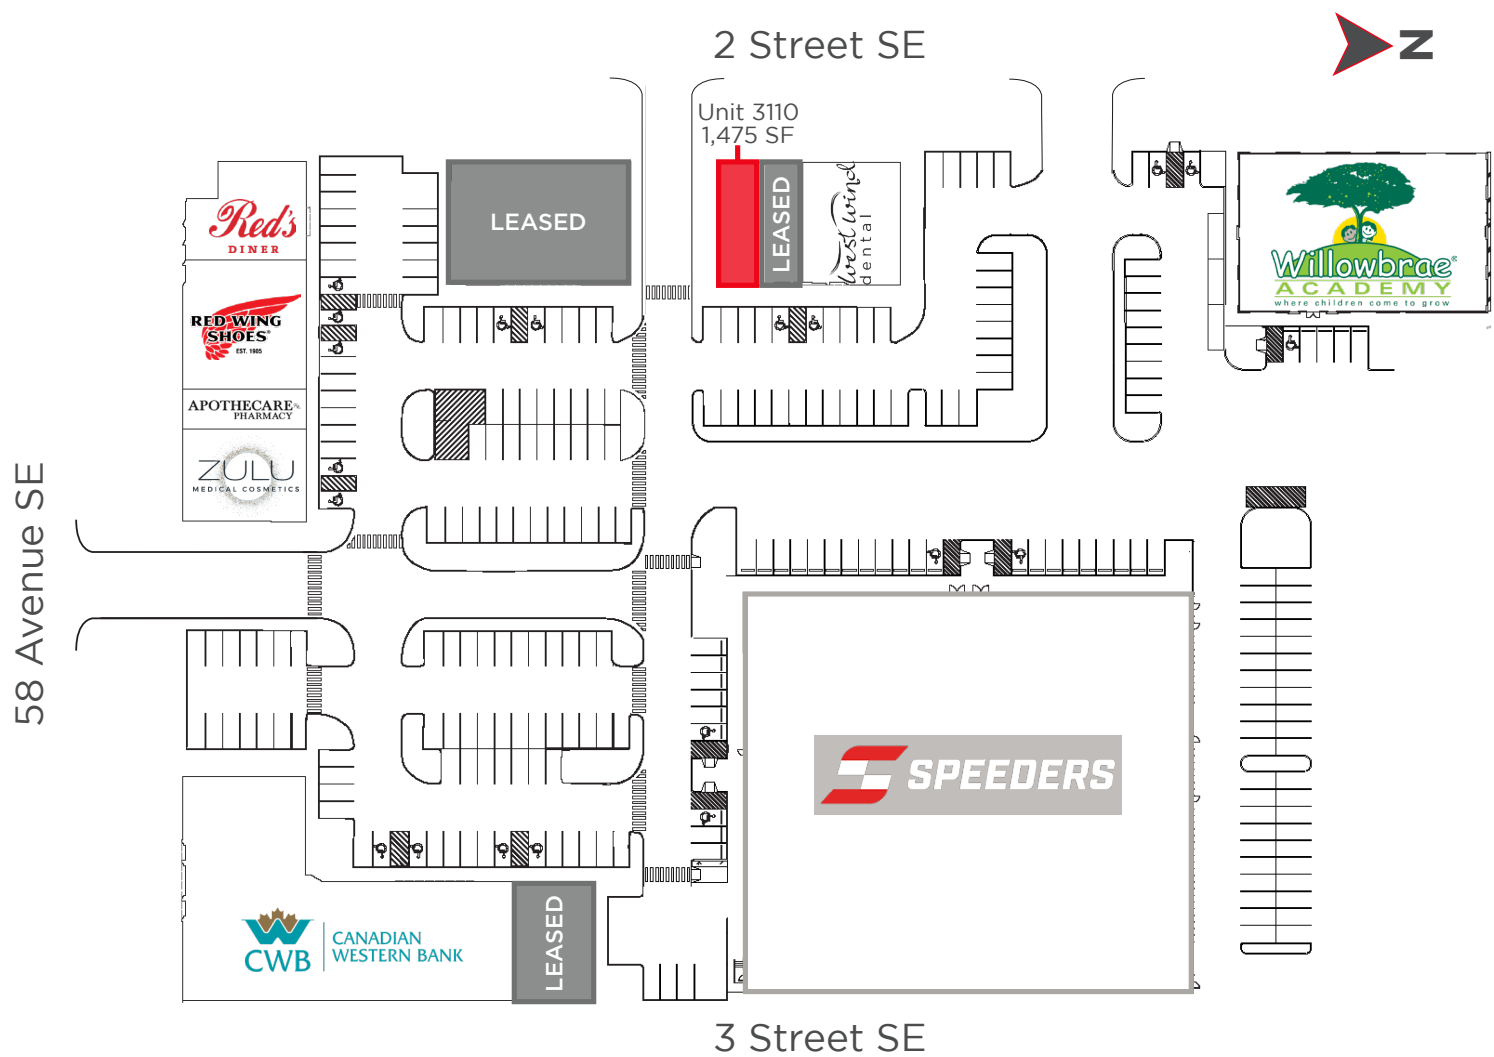 2 Street SE
N
Unit 3110
1,475 SF
Red's
DINER
LEASED
LEASED
west wind
dental
Willowbrae®
ACADEMY
where children come to grow
RED WING
SHOES®
EST. 1905
APOTHECARE
PHARMACY
ZULU
MEDICAL COSMETICS
58 Avenue SE
SPEEDERS
CWB
CANADIAN
WESTERN BANK
LEASED
3 Street SE